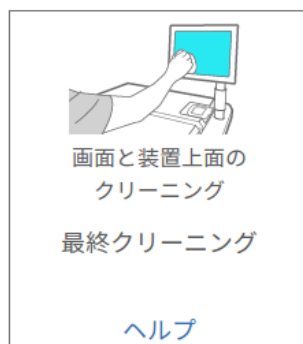 画面と装置上面の
クリーニング
最終クリーニング
ヘルプ